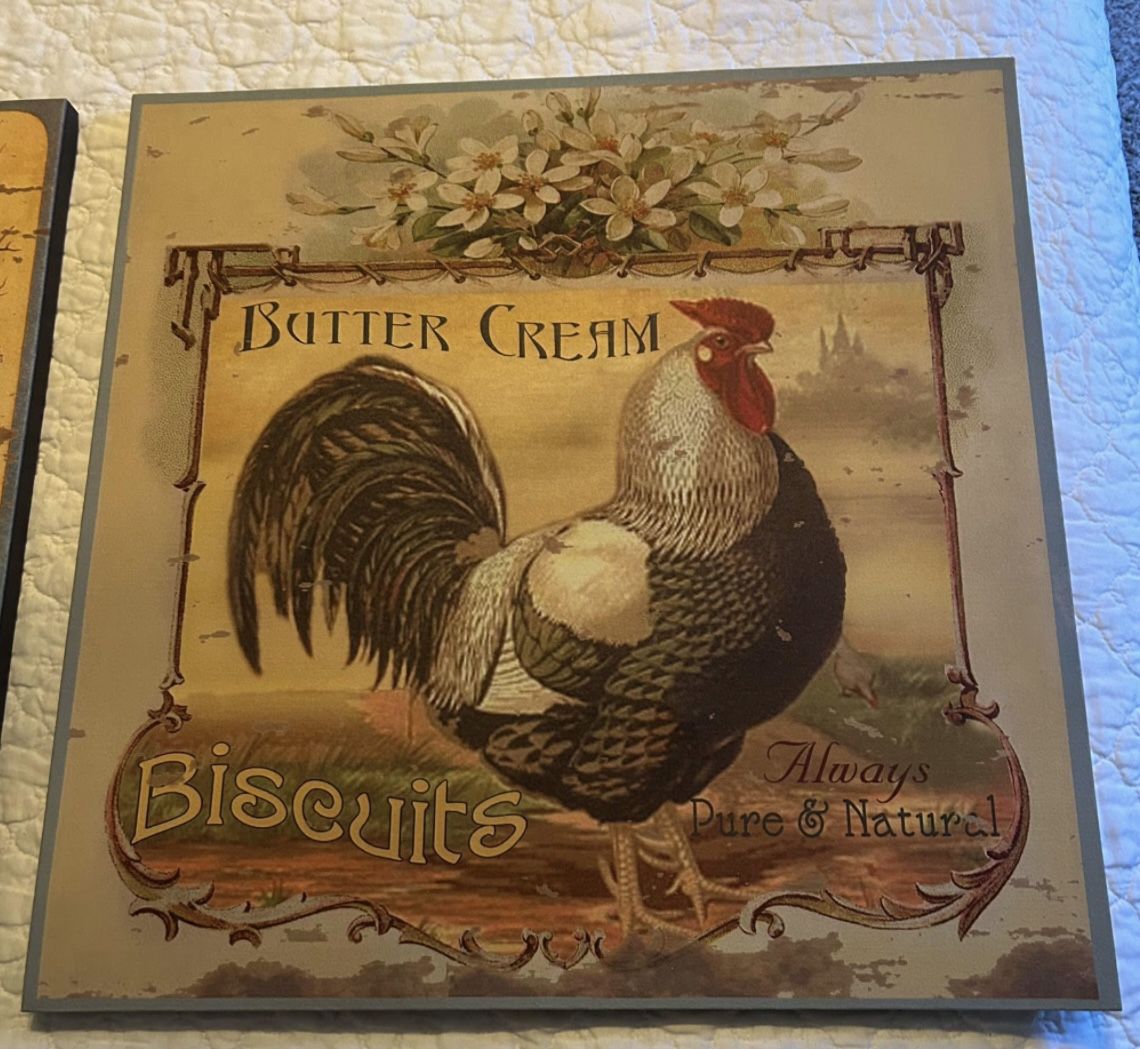 Butter Cream
Biscuits
Always
Pure & Natural